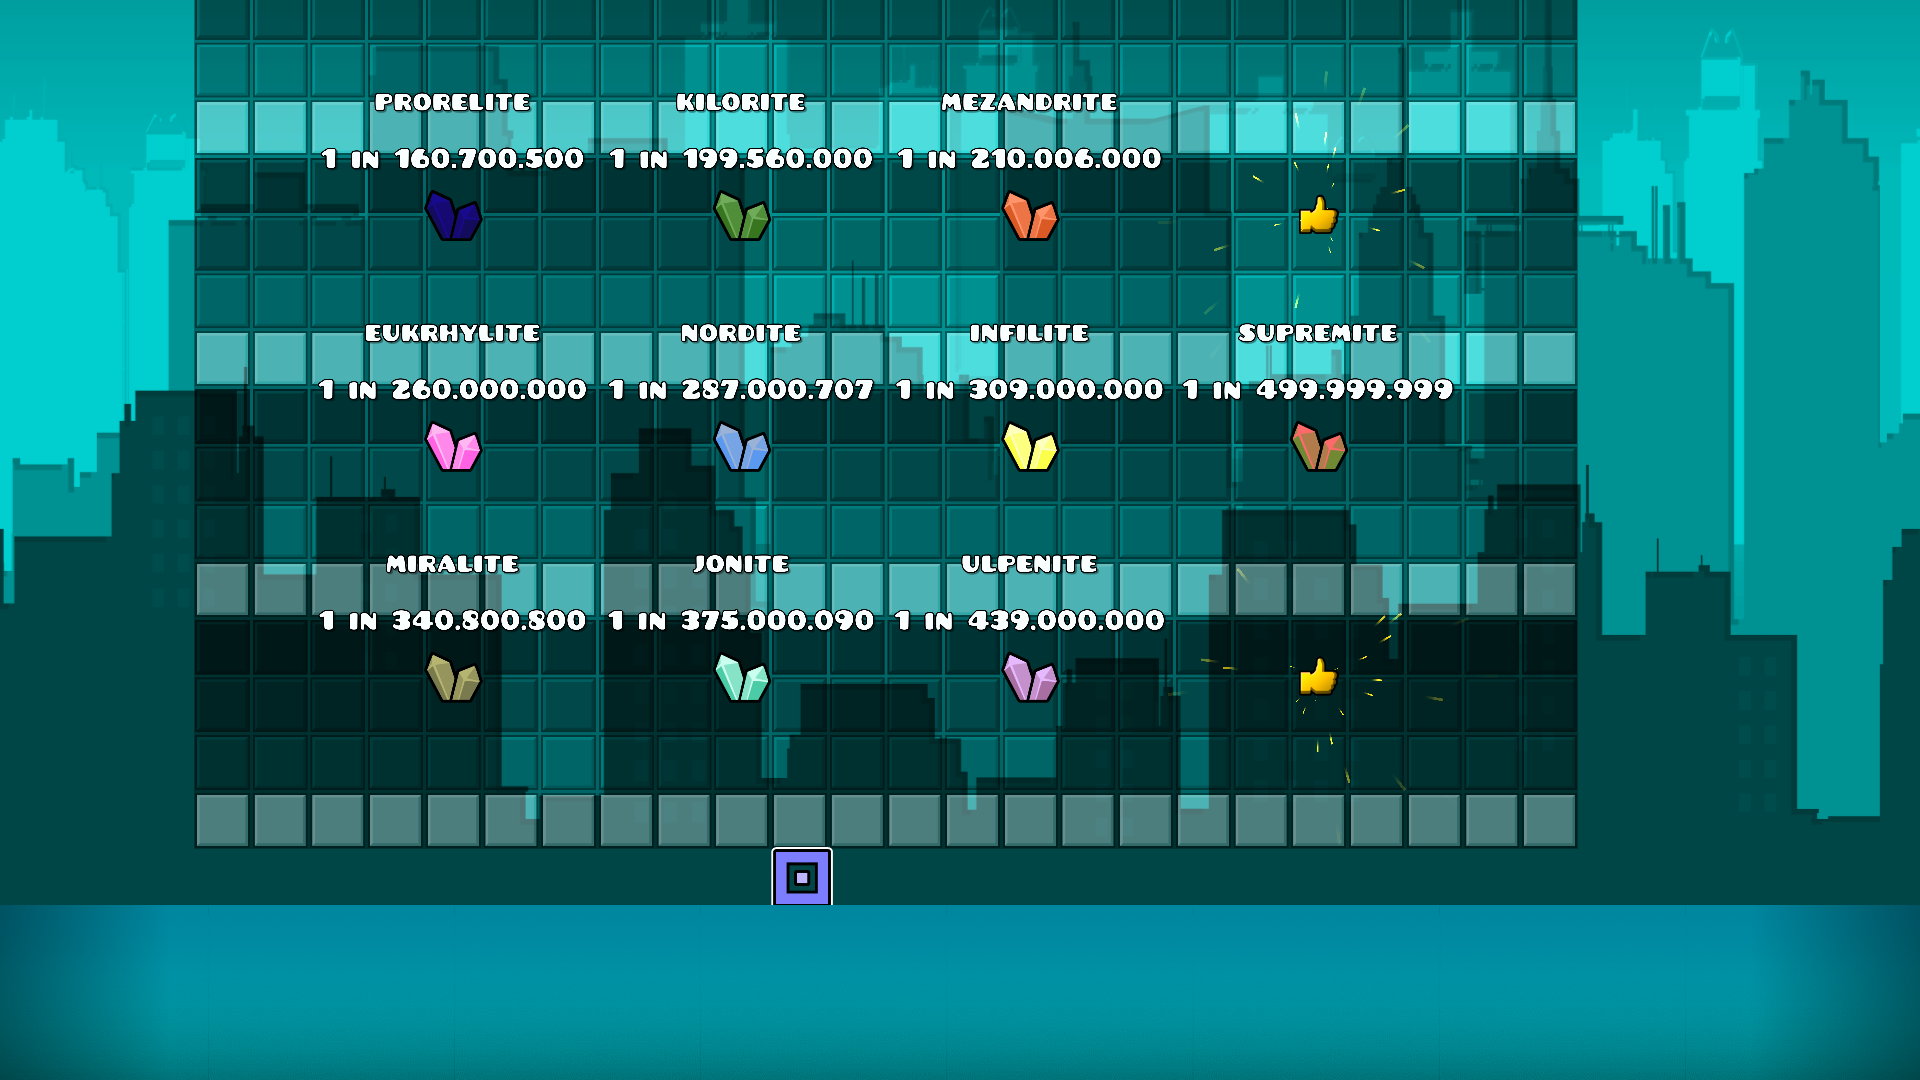 PRORELITE KILORITE MEZANDRITE
1 IN 160.700.500 1 IN 199.560.000 1 IN 210.006.000
EUKRHYLITE NORDITE INFILITE SUPREMITE
1 IN 260.000.000 1 IN 287.000.707 1 IN 309.000.000 1 IN 499.999.999
MIRALITE JONITE ULPENITE
1 IN 340.800.800 1 IN 375.000.090 1 IN 439.000.000